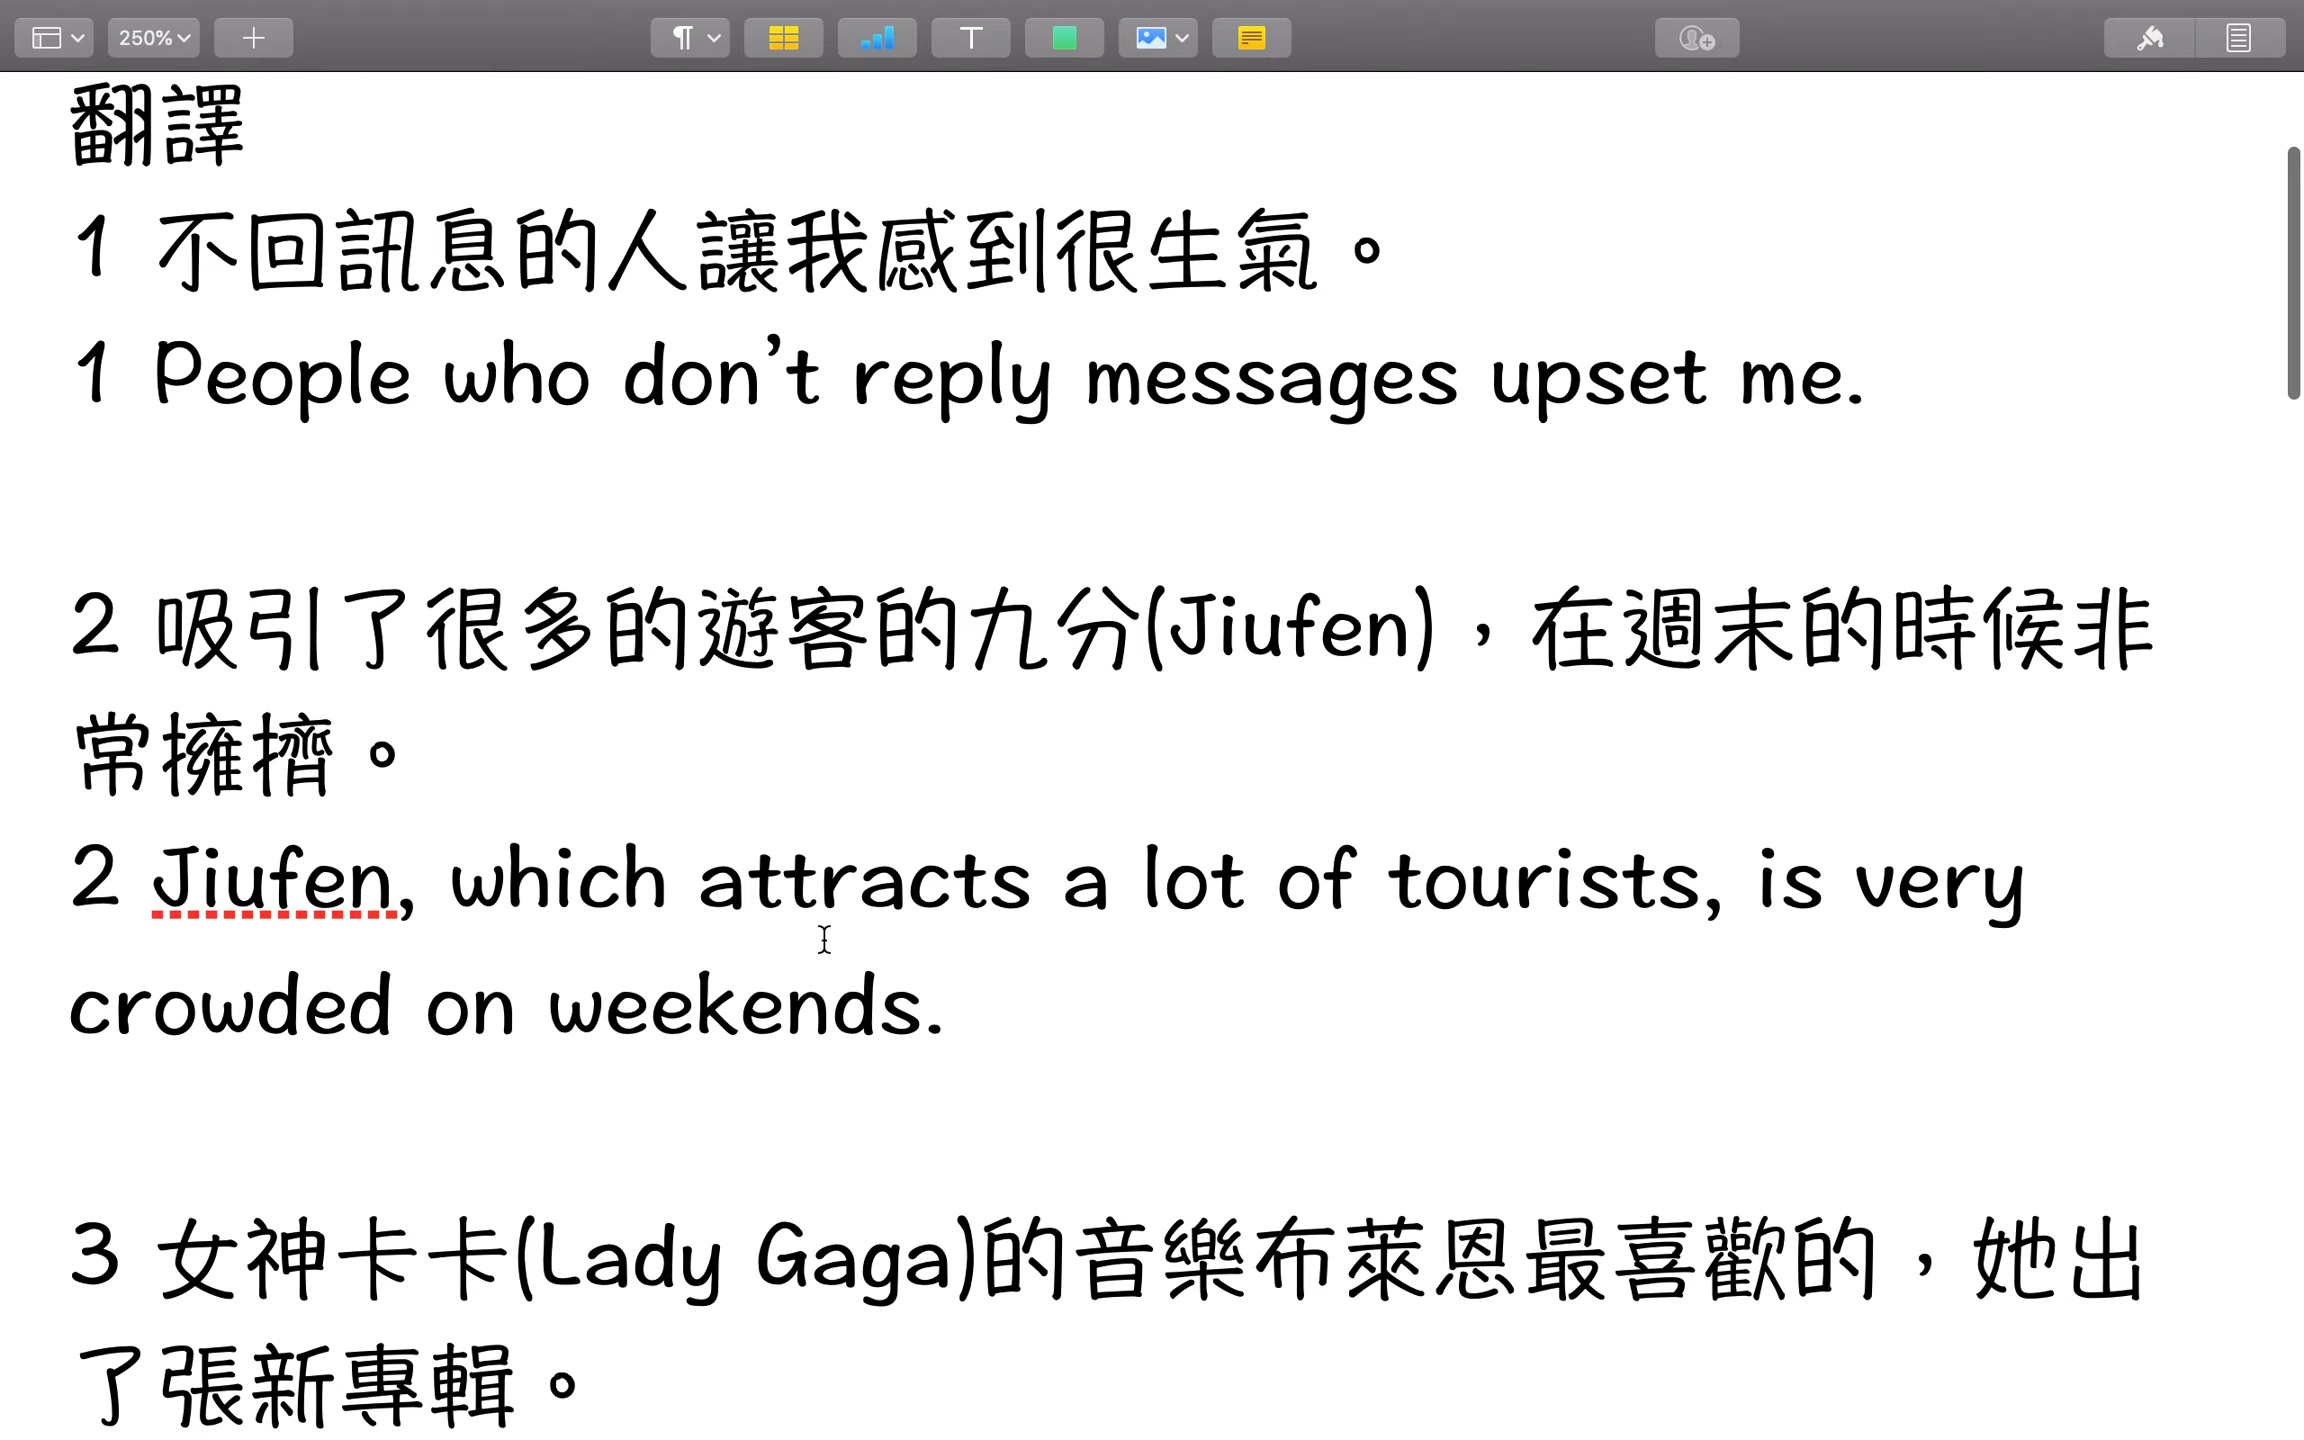 250%
翻譯
1 不回訊息的人讓我感到很生氣。
1 People who don’t reply messages upset me.
2 吸引了很多的遊客的九分(Jiufen)，在週末的時候非
常擁擠。
2 Jiufen, which attracts a lot of tourists, is very
crowded on weekends.
3 女神卡卡(Lady Gaga)的音樂布萊恩最喜歡的，她出
了張新專輯。